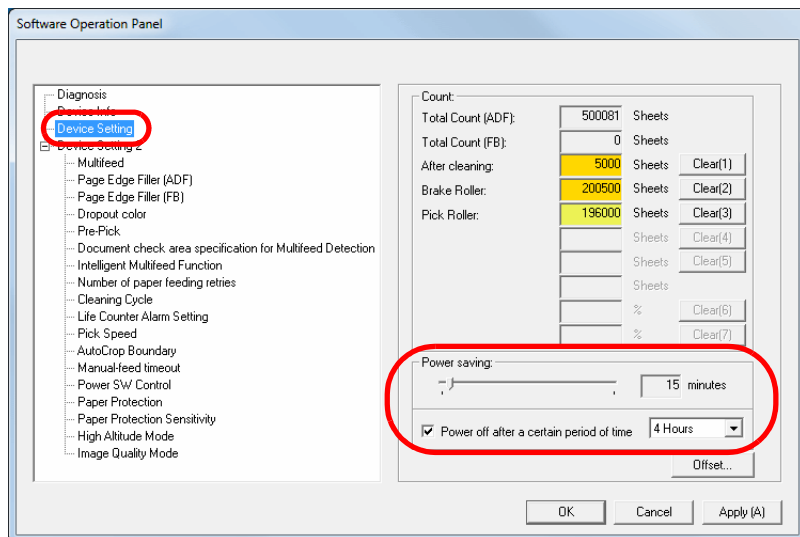 Software Operation Panel
Diagnosis
Device Info
Device Setting
Device Setting 2
Multifeed
Page Edge Filler (ADF)
Page Edge Filler (FB)
Dropout color
Pre-Pick
Document check area specification for Multifeed Detection
Intelligent Multifeed Function
Number of paper feeding retries
Cleaning Cycle
Life Counter Alarm Setting
Pick Speed
AutoCrop Boundary
Manual-feed timeout
Power SW Control
Paper Protection
Paper Protection Sensitivity
High Altitude Mode
Image Quality Mode
Count:
Total Count (ADF): 500081 Sheets
Total Count (FB): 0 Sheets
After cleaning: 5000 Sheets Clear(1)
Brake Roller: 200500 Sheets Clear(2)
Pick Roller: 196000 Sheets Clear(3)
Sheets Clear(4)
Sheets Clear(5)
Sheets
% Clear(6)
% Clear(7)
Power saving:
15 minutes
Power off after a certain period of time 4 Hours
Offset...
OK Cancel Apply (A)